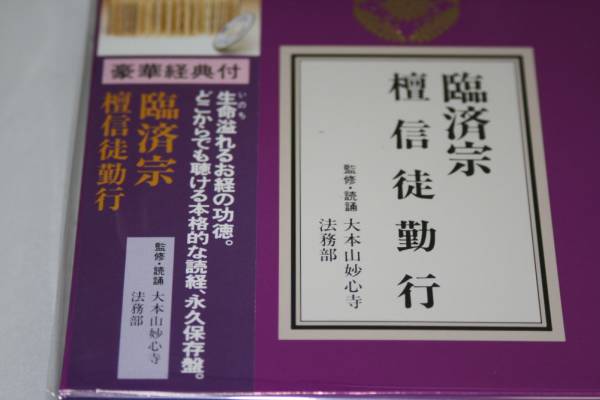 臨済宗
檀信徒勤行
監修・読誦 大本山妙心寺
法務部
豪華経典付
生命溢れるお経の功徳。
いのち
どこからでも聴ける本格的な読経、永久保存盤。
臨済宗
檀信徒勤行
監修・読誦 大本山妙心寺
法務部